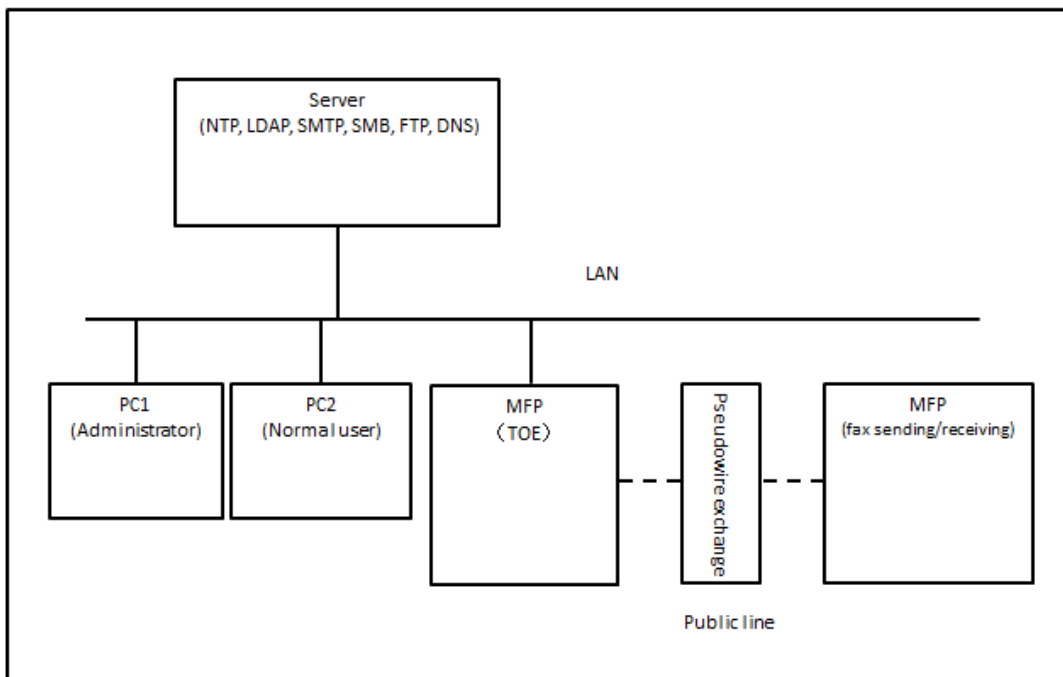 Server
(NTP, LDAP, SMTP, SMB, FTP, DNS)
LAN
PC1
(Administrator)
PC2
(Normal user)
MFP
（TOE）
Pseudowire exchange
MFP
(fax sending/receiving)
Public line